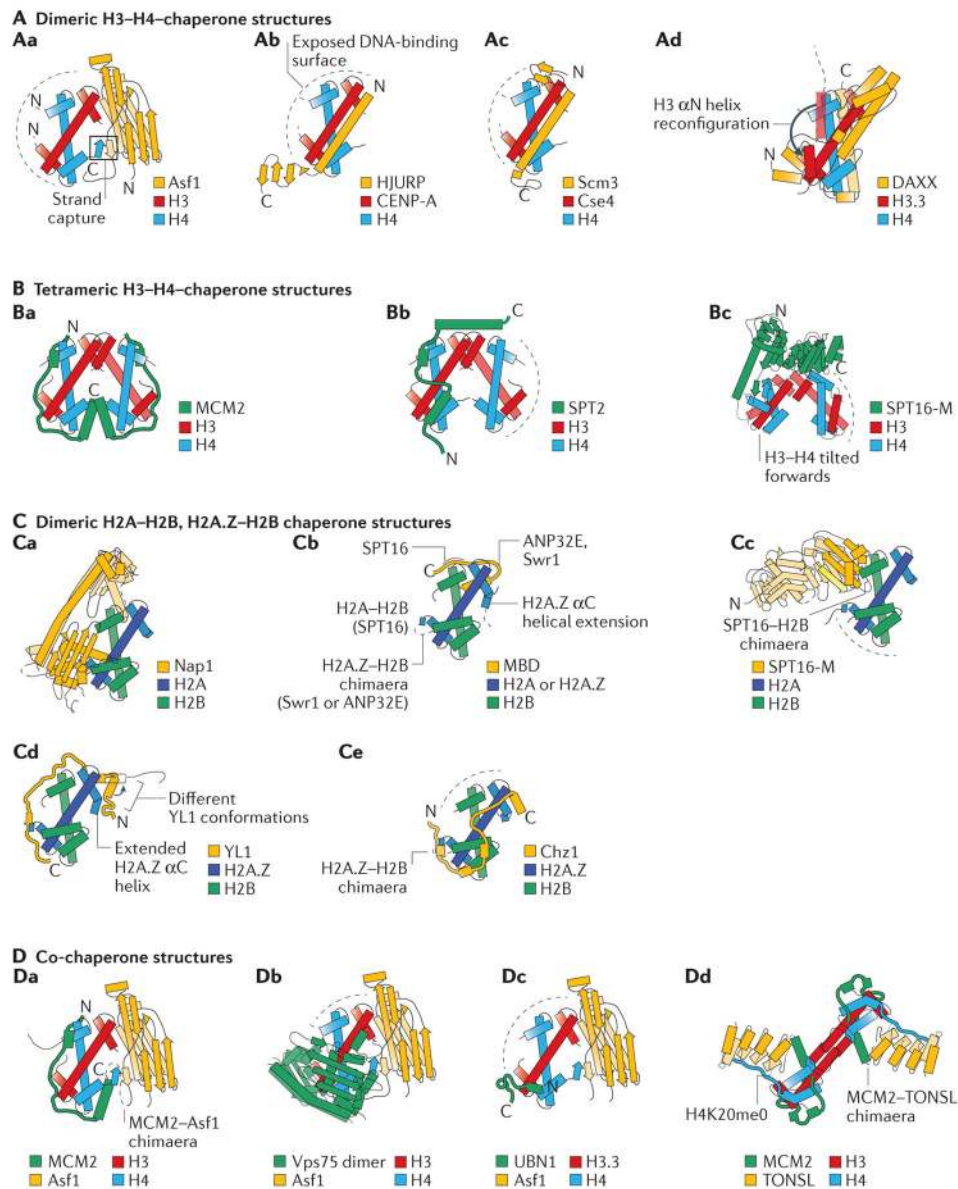 A Dimeric H3–H4–chaperone structures
Aa
N
N
C
N
Strand
capture
Asf1
H3
H4
Ab
Exposed DNA-binding
surface
N
C
HJURP
CENP-A
H4
Ac
N
C
Scm3
Cse4
H4
Ad
C
H3 αN helix
reconfiguration
N
DAXX
H3.3
H4
B Tetrameric H3–H4–chaperone structures
Ba
N
C
MCM2
H3
H4
Bb
C
N
SPT2
H3
H4
Bc
N
C
SPT16-M
H3
H4
H3–H4 tilted
forwards
C Dimeric H2A–H2B, H2A.Z–H2B chaperone structures
Ca
C
Nap1
H2A
H2B
Cb
SPT16
ANP32E,
Swr1
C
H2A–H2B
(SPT16)
H2A.Z αC
helical extension
H2A.Z–H2B
chimaera
(Swr1 or ANP32E)
MBD
H2A or H2A.Z
H2B
Cc
N
SPT16–H2B
chimaera
SPT16-M
H2A
H2B
Cd
Different
YL1 conformations
N
C
Extended
H2A.Z αC
helix
YL1
H2A.Z
H2B
Ce
N
C
H2A.Z–H2B
chimaera
Chz1
H2A.Z
H2B
D Co-chaperone structures
Da
N
C
MCM2–Asf1
chimaera
MCM2
H3
Asf1
H4
Db
Vps75 dimer
H3
Asf1
H4
Dc
N
C
UBN1
H3.3
Asf1
H4
Dd
H4K20me0
MCM2–TONSL
chimaera
MCM2
H3
TONSL
H4